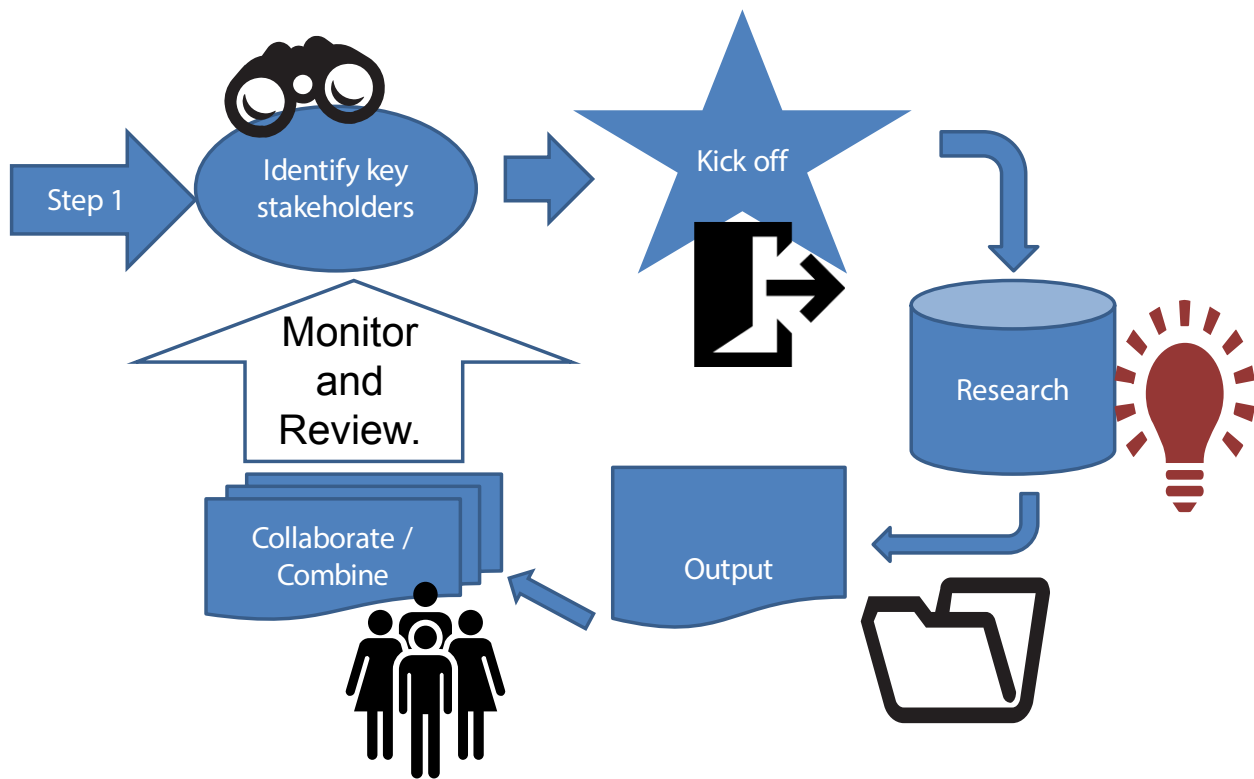 Step 1
Identify key
stakeholders
Kick off
Research
Output
Collaborate /
Combine
Monitor
and
Review.